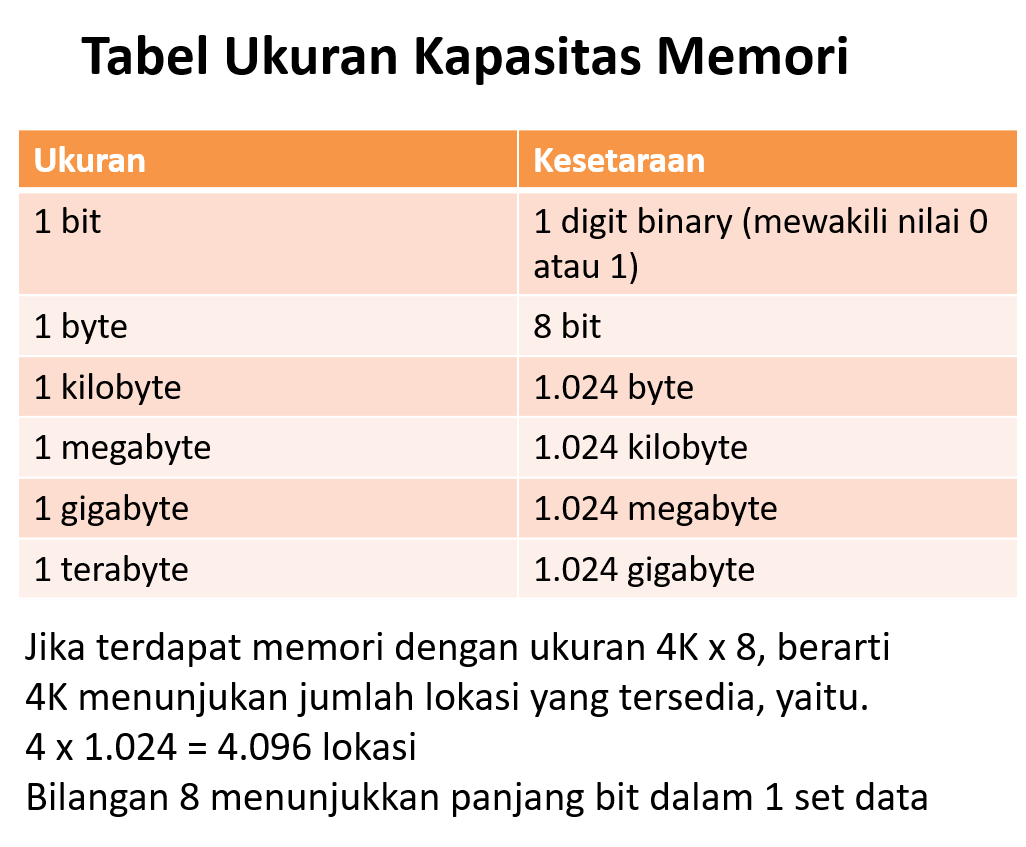 Tabel Ukuran Kapasitas Memori
Ukuran
Kesetaraan
1 bit
1 digit binary (mewakili nilai 0
atau 1)
1 byte
8 bit
1 kilobyte
1.024 byte
1 megabyte
1.024 kilobyte
1 gigabyte
1.024 megabyte
1 terabyte
1.024 gigabyte
Jika terdapat memori dengan ukuran 4K x 8, berarti
4K menunjukan jumlah lokasi yang tersedia, yaitu.
4 x 1.024 = 4.096 lokasi
Bilangan 8 menunjukkan panjang bit dalam 1 set data